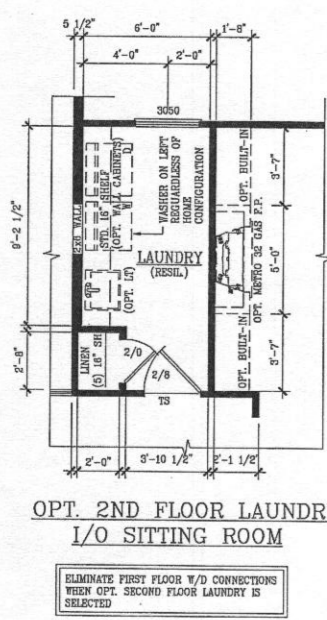 5 1/2"
6'-0"
1'-8"
4'-0"
2'-0"
3050
9'-2 1/2"
2x6 WALL
STD. 16" SHELF
(OPT. WALL CABINETS)
D
W
WASHER ON LEFT
REGUARDLESS OF
HOME
CONFIGURATION
OPT. BUILT-IN
3'-7"
LAUNDRY
(RESIL.)
OPT. METRO 32 GAS F.P.
5'-0"
(OPT. LT)
2'-8"
LINEN
(5) 16" SH
2/0
2/8
OPT. BUILT-IN
3'-7"
TS
2'-0"
3'-10 1/2"
2'-1 1/2"
OPT. 2ND FLOOR LAUNDR
I/O SITTING ROOM
ELIMINATE FIRST FLOOR W/D CONNECTIONS
WHEN OPT. SECOND FLOOR LAUNDRY IS
SELECTED